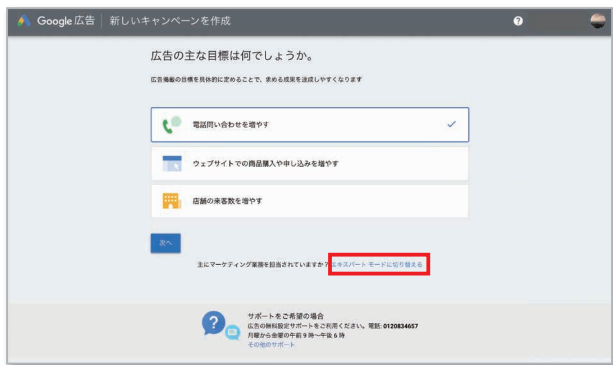 Google 広告 新しいキャンペーンを作成
広告の主な目標は何でしょうか。
広告掲載の目標を具体的に定めることで、求める成果を達成しやすくなります
電話問い合わせを増やす
ウェブサイトでの商品購入や申し込みを増やす
店舗の来客数を増やす
次へ
主にマーケティング業務を担当されていますか？エキスパート モードに切り替える
サポートをご希望の場合
広告の無料設定サポートをご利用ください。電話: 0120834657
月曜から金曜の午前 9 時～午後 6 時
その他のサポート